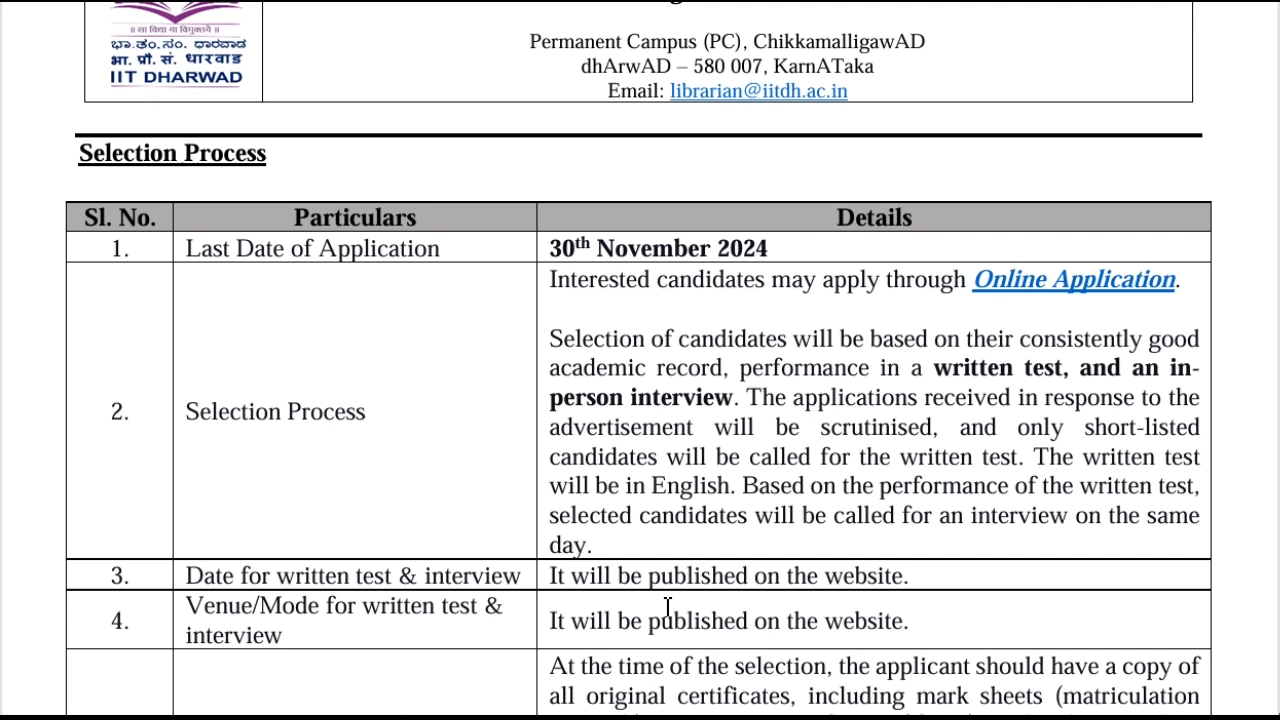 ॥ सा विद्या या विमुक्तये ॥
ಭಾ.ತಂ.ಸಂ. ಧಾರವಾಡ
भा. प्रौ. सं. धारवाड
IIT DHARWAD
Permanent Campus (PC), ChikkamalligawAD
dhArwAD – 580 007, KarnATaka
Email: librarian@iitdh.ac.in
Selection Process
Sl. No. Particulars Details
1. Last Date of Application 30th November 2024
2. Selection Process
Interested candidates may apply through Online Application.
Selection of candidates will be based on their consistently good
academic record, performance in a written test, and an in-
person interview. The applications received in response to the
advertisement will be scrutinised, and only short-listed
candidates will be called for the written test. The written test
will be in English. Based on the performance of the written test,
selected candidates will be called for an interview on the same
day.
3. Date for written test & interview It will be published on the website.
4. Venue/Mode for written test &
interview
It will be published on the website.
At the time of the selection, the applicant should have a copy of
all original certificates, including mark sheets (matriculation